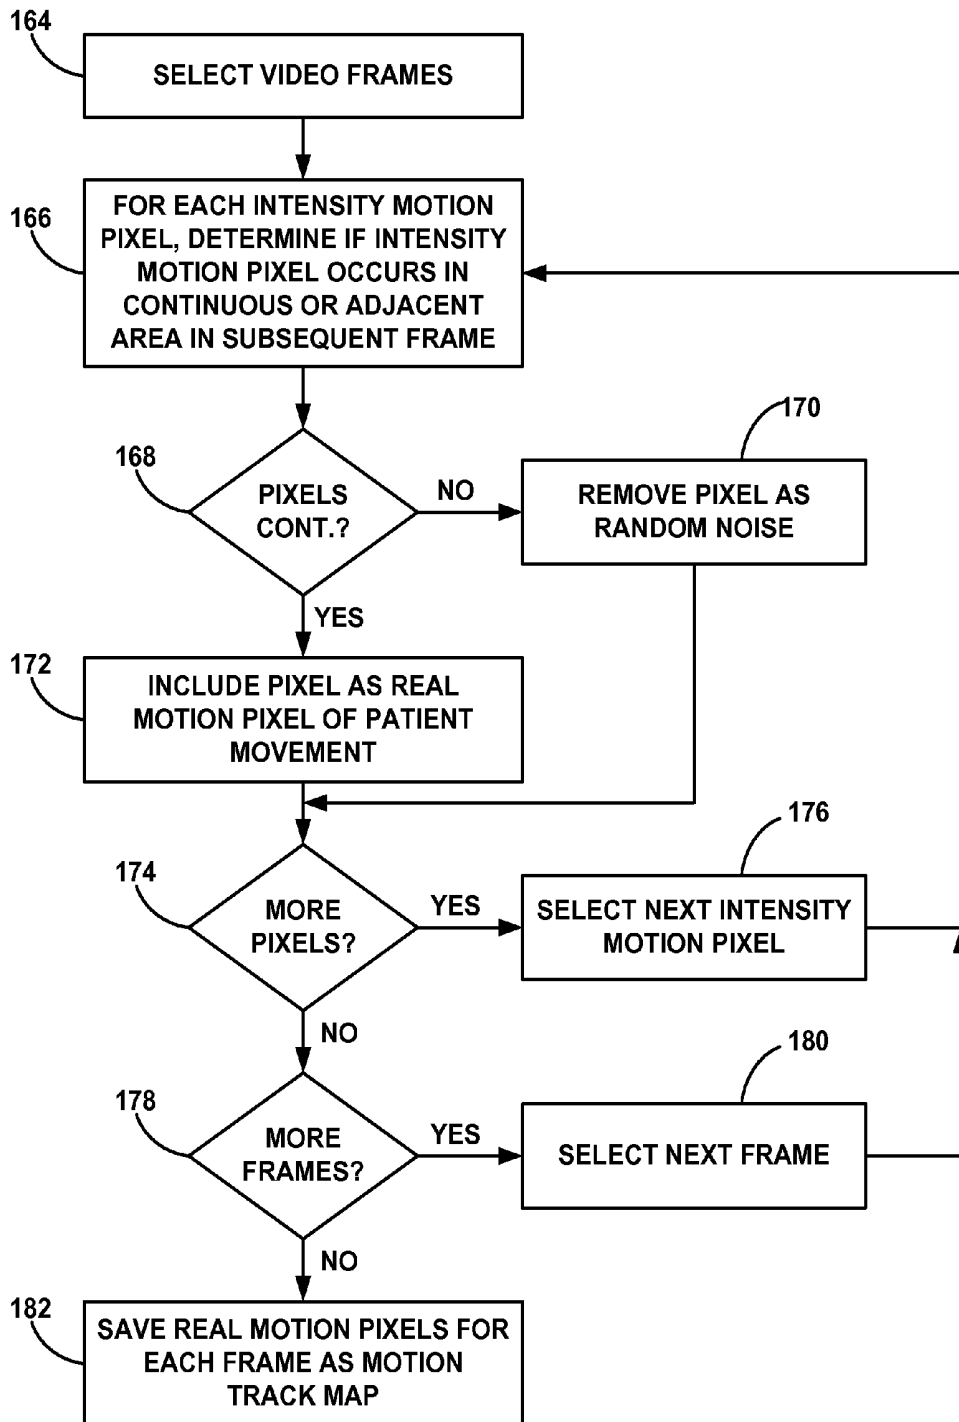 164
SELECT VIDEO FRAMES
166
FOR EACH INTENSITY MOTION
PIXEL, DETERMINE IF INTENSITY
MOTION PIXEL OCCURS IN
CONTINUOUS OR ADJACENT
AREA IN SUBSEQUENT FRAME
168
PIXELS
CONT.?
NO
170
REMOVE PIXEL AS
RANDOM NOISE
YES
172
INCLUDE PIXEL AS REAL
MOTION PIXEL OF PATIENT
MOVEMENT
174
MORE
PIXELS?
YES
176
SELECT NEXT INTENSITY
MOTION PIXEL
NO
178
MORE
FRAMES?
YES
180
SELECT NEXT FRAME
NO
182
SAVE REAL MOTION PIXELS FOR
EACH FRAME AS MOTION
TRACK MAP